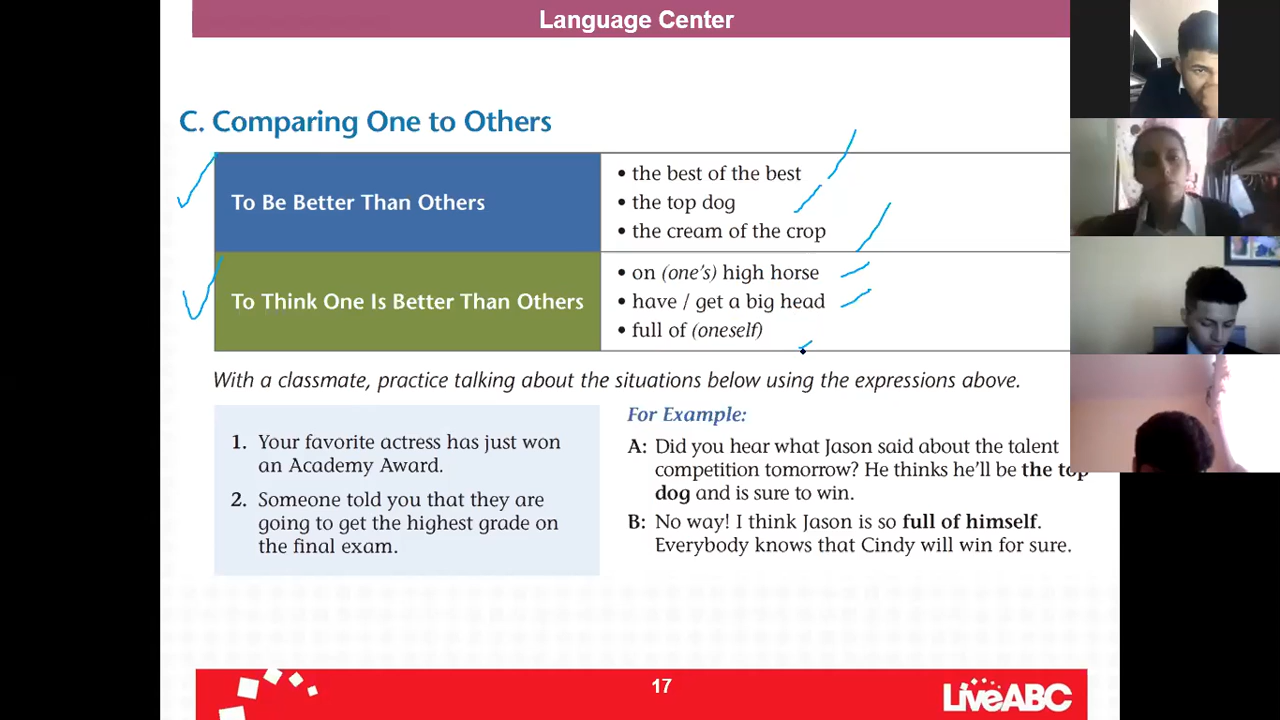 Language Center
C. Comparing One to Others
To Be Better Than Others
• the best of the best
• the top dog
• the cream of the crop
To Think One Is Better Than Others
• on (one's) high horse
• have / get a big head
• full of (oneself)
With a classmate, practice talking about the situations below using the expressions above.
1. Your favorite actress has just won
an Academy Award.
2. Someone told you that they are
going to get the highest grade on
the final exam.
For Example:
A: Did you hear what Jason said about the talent
competition tomorrow? He thinks he'll be the top
dog and is sure to win.
B: No way! I think Jason is so full of himself.
Everybody knows that Cindy will win for sure.
17
LiveABC